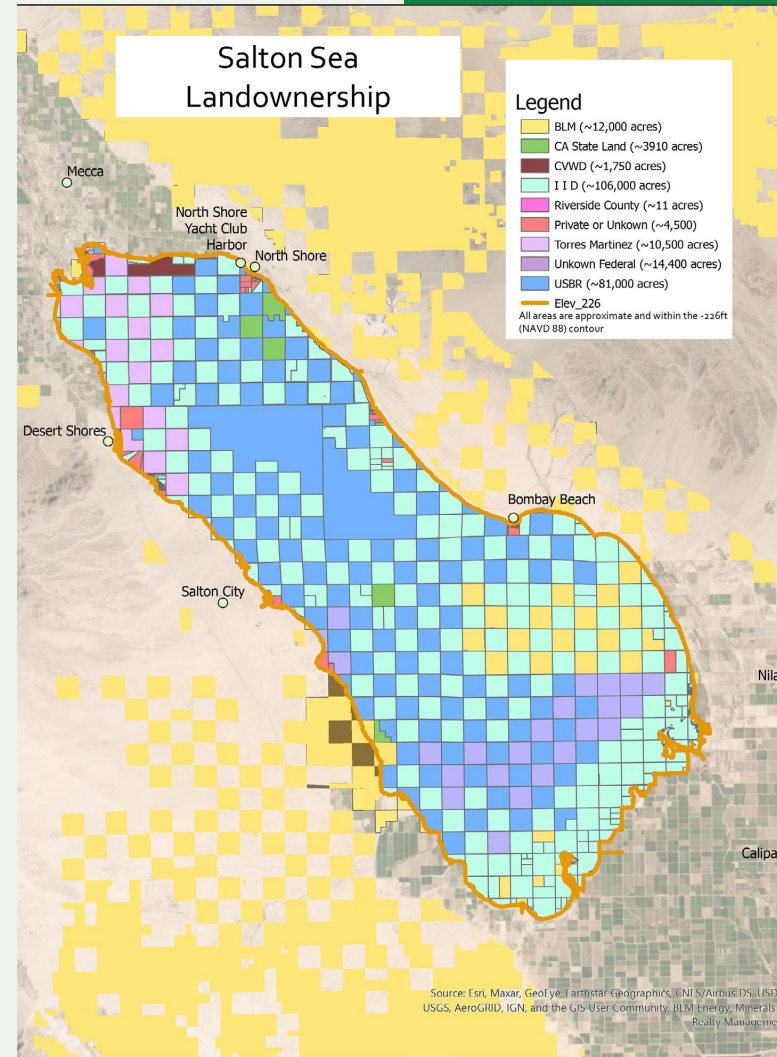 Salton Sea
Landownership
Legend
BLM (~12,000 acres)
CA State Land (~3910 acres)
CVWD (~1,750 acres)
I I D (~106,000 acres)
Riverside County (~11 acres)
Private or Unkown (~4,500)
Torres Martinez (~10,500 acres)
Unkown Federal (~14,400 acres)
USBR (~81,000 acres)
Elev_226
All areas are approximate and within the -226ft
(NAVD 88) contour
Mecca
North Shore
Yacht Club
Harbor
North Shore
Desert Shores
Bombay Beach
Salton City
Nila
Calipa
Source: Esri, Maxar, GeoEye, Earthstar Geographics, CNES/Airbus DS, USD
USGS, AeroGRID, IGN, and the GIS User Community, BLM Energy, Minerals
Realty Manageme